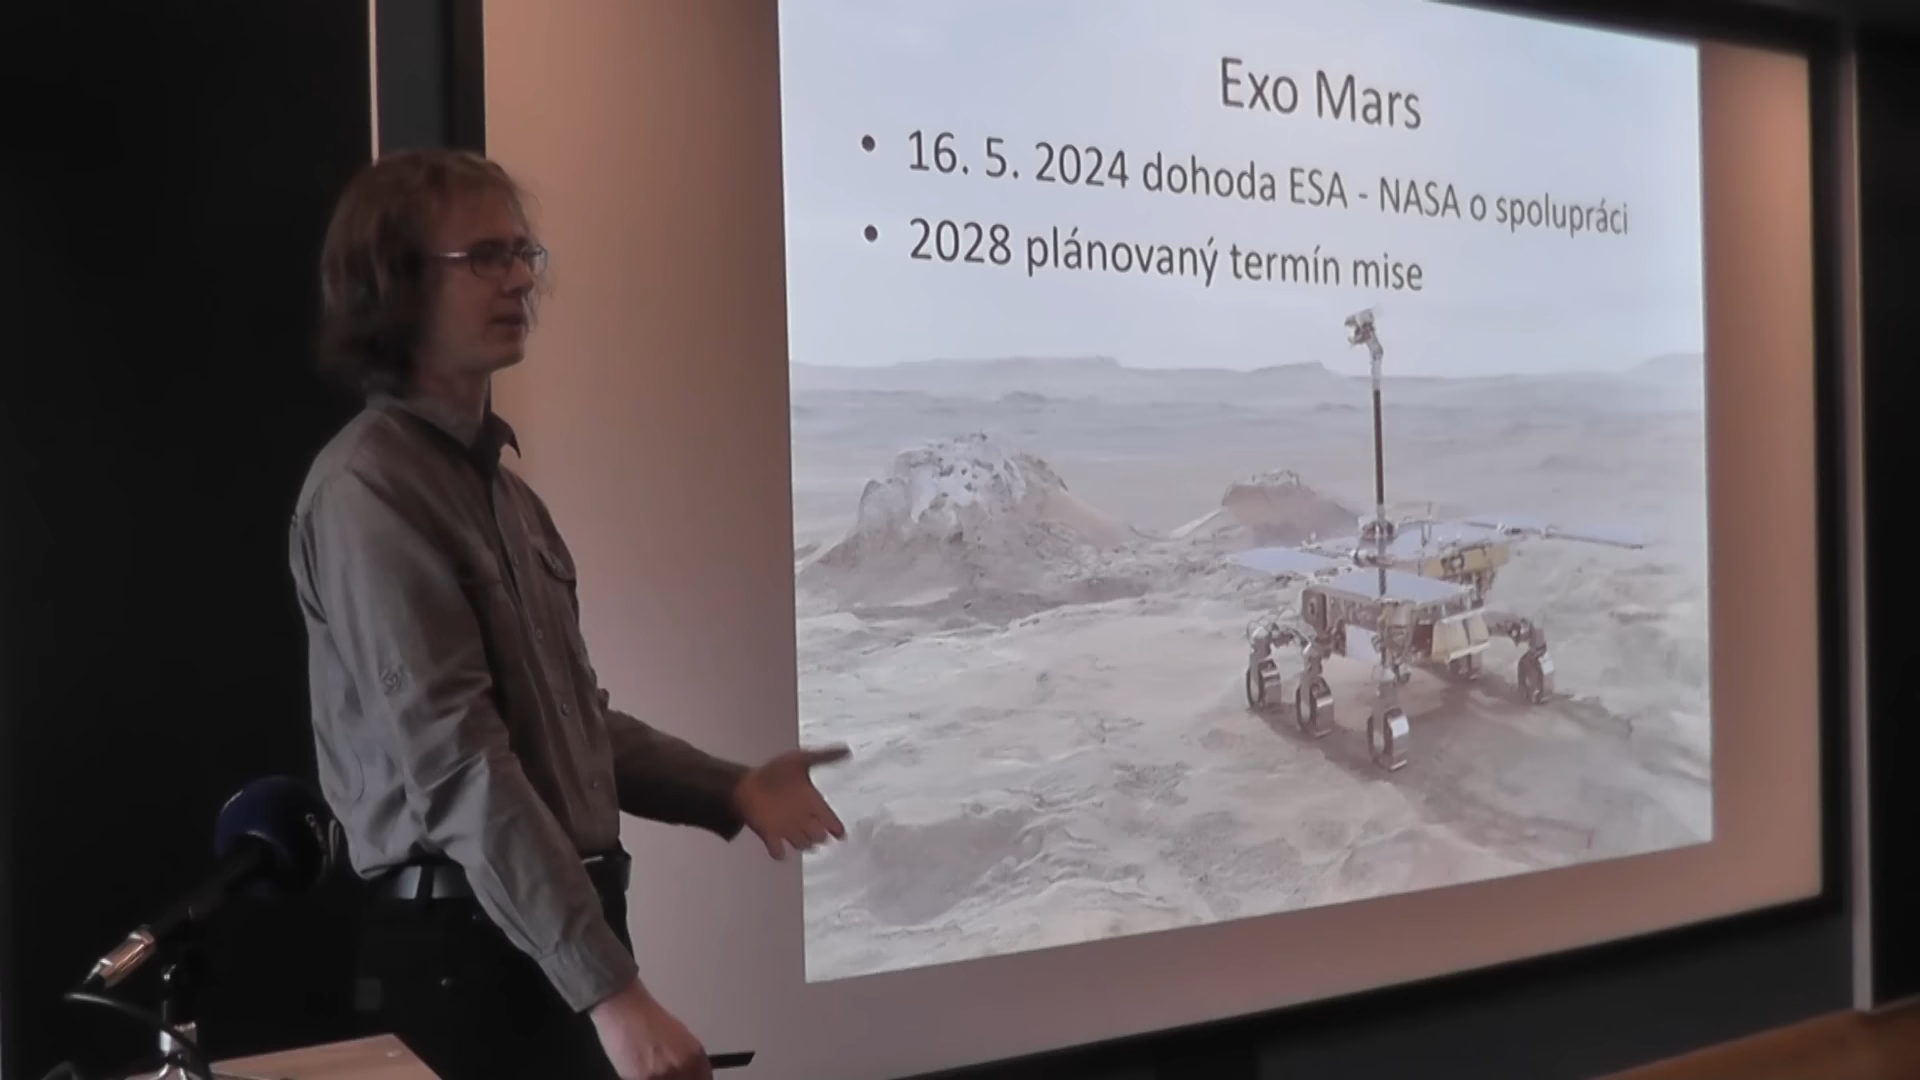 Exo Mars
• 16. 5. 2024 dohoda ESA - NASA o spolupráci
• 2028 plánovaný termín mise